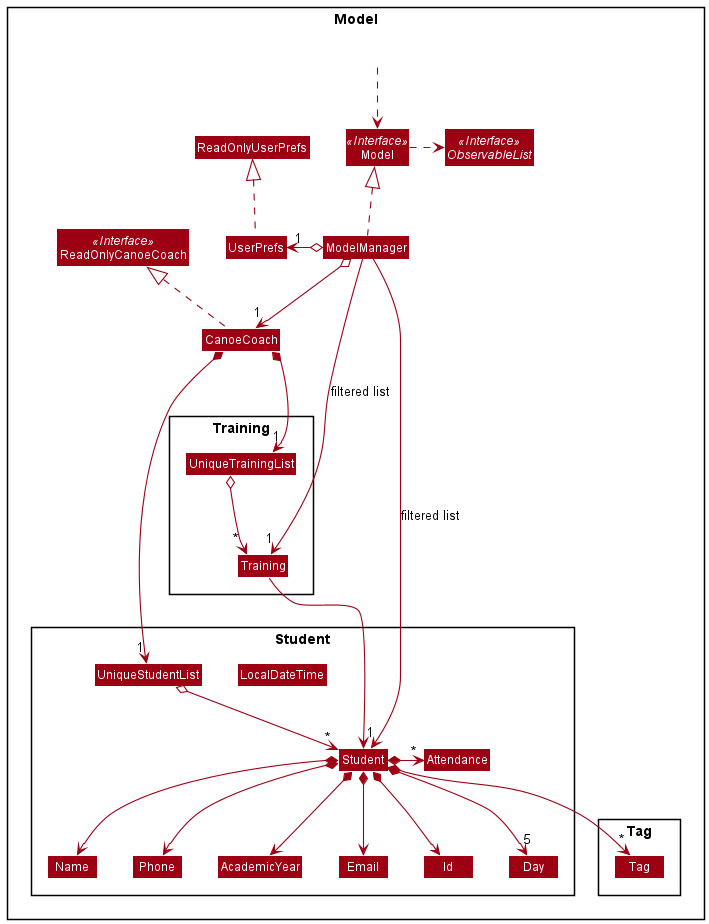 Model
ReadOnlyUserPrefs
«Interface»
Model
«Interface»
ObservableList
«Interface»
ReadOnlyCanoeCoach
UserPrefs
1
ModelManager
1
CanoeCoach
filtered list
Training
1
UniqueTrainingList
filtered list
*
1
Training
Student
1
UniqueStudentList
LocalDateTime
*
1
Student
*
Attendance
Tag
5
*
Name
Phone
AcademicYear
Email
Id
Day
Tag